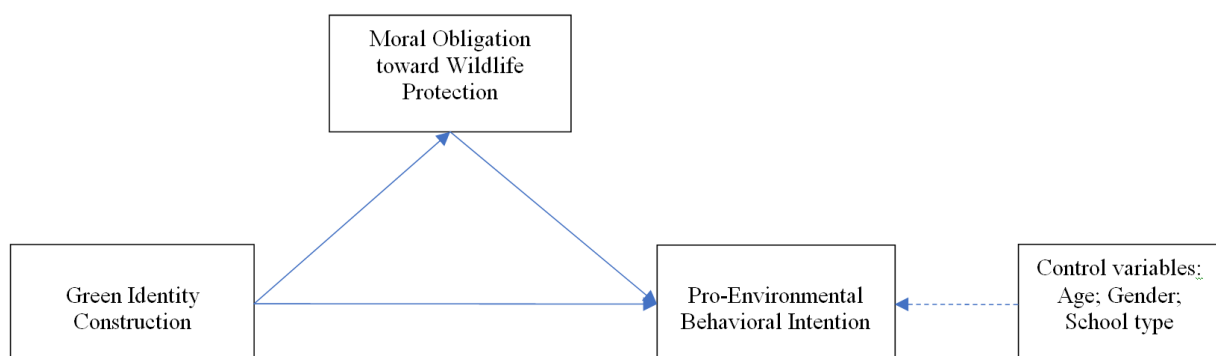 Moral Obligation
toward Wildlife
Protection
Green Identity
Construction
Pro-Environmental
Behavioral Intention
Control variables:
Age; Gender;
School type